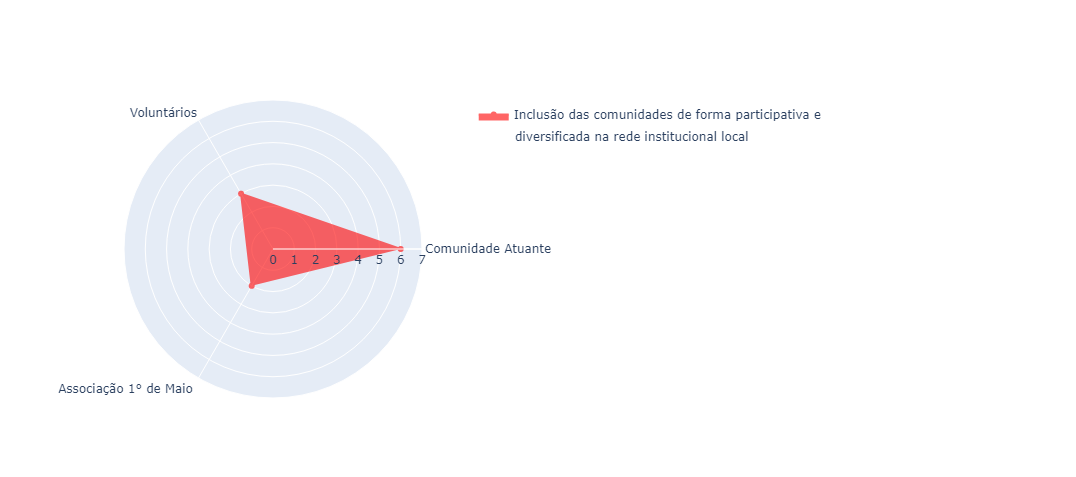 Voluntários
Inclusão das comunidades de forma participativa e
diversificada na rede institucional local
Comunidade Atuante
0 1 2 3 4 5 6 7
Associação 1º de Maio